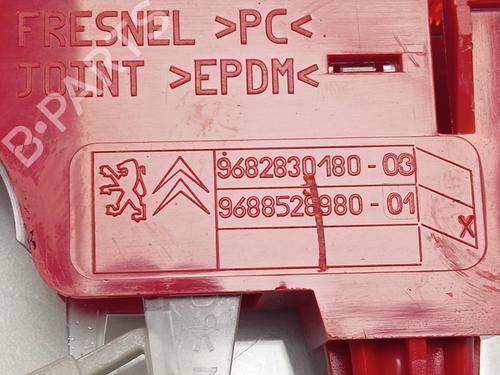 FRESNEL >PC<
JOINT >EPDM<
9682830180-03
9688528980-01
X
B-PARTS